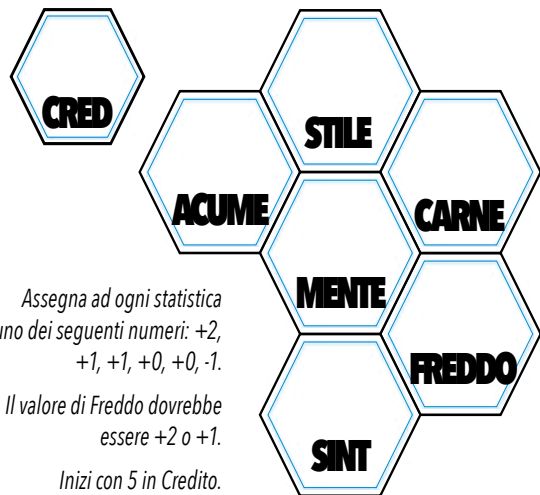 CRED
STILE
ACUME
CARNE
MENTE
FREDDO
SINT
Assegna ad ogni statistica
uno dei seguenti numeri: +2,
+1, +1, +0, +0, -1.
Il valore di Freddo dovrebbe
essere +2 o +1.
Inizi con 5 in Credito.